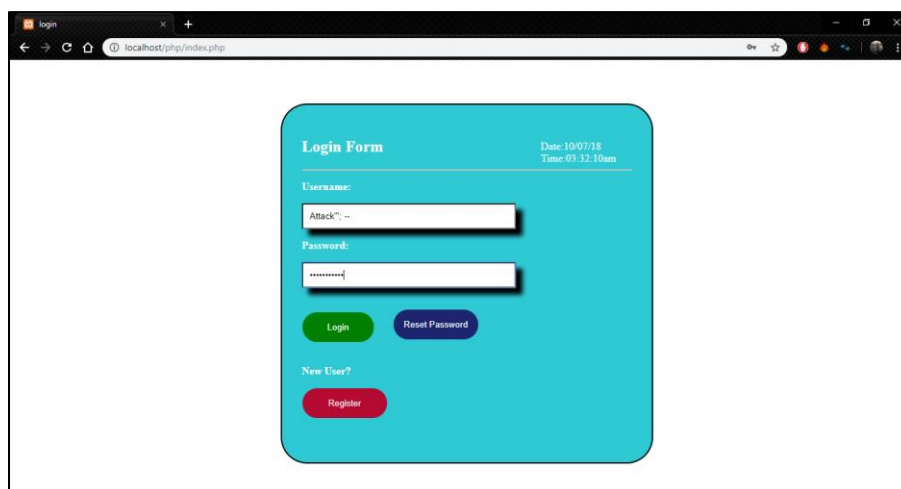 login
localhost/php/index.php
Login Form
Date:10/07/18
Time:03:32:10am
Username:
Attack'"; --
Password:
Login
Reset Password
New User?
Register